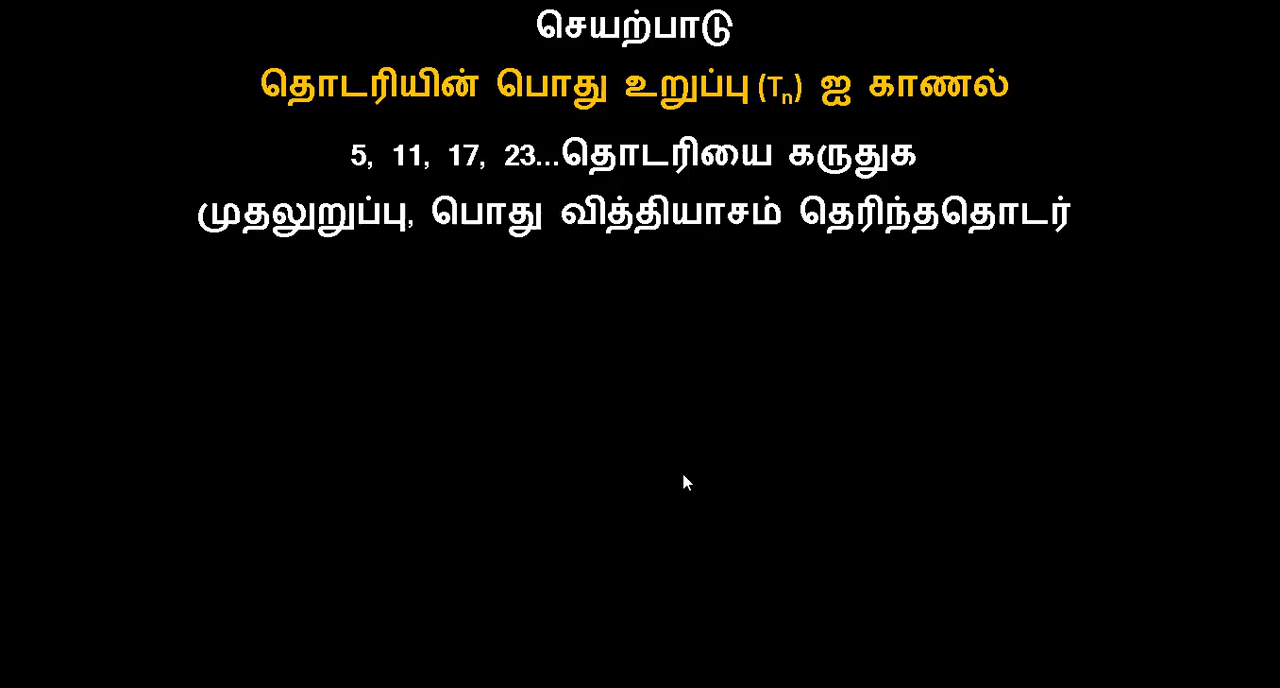 செயற்பாடு
தொடரியின் பொது உறுப்பு (Tn) ஐ காணல்
5, 11, 17, 23...தொடரியை கருதுக
முதலுறுப்பு, பொது வித்தியாசம் தெரிந்ததொடர்